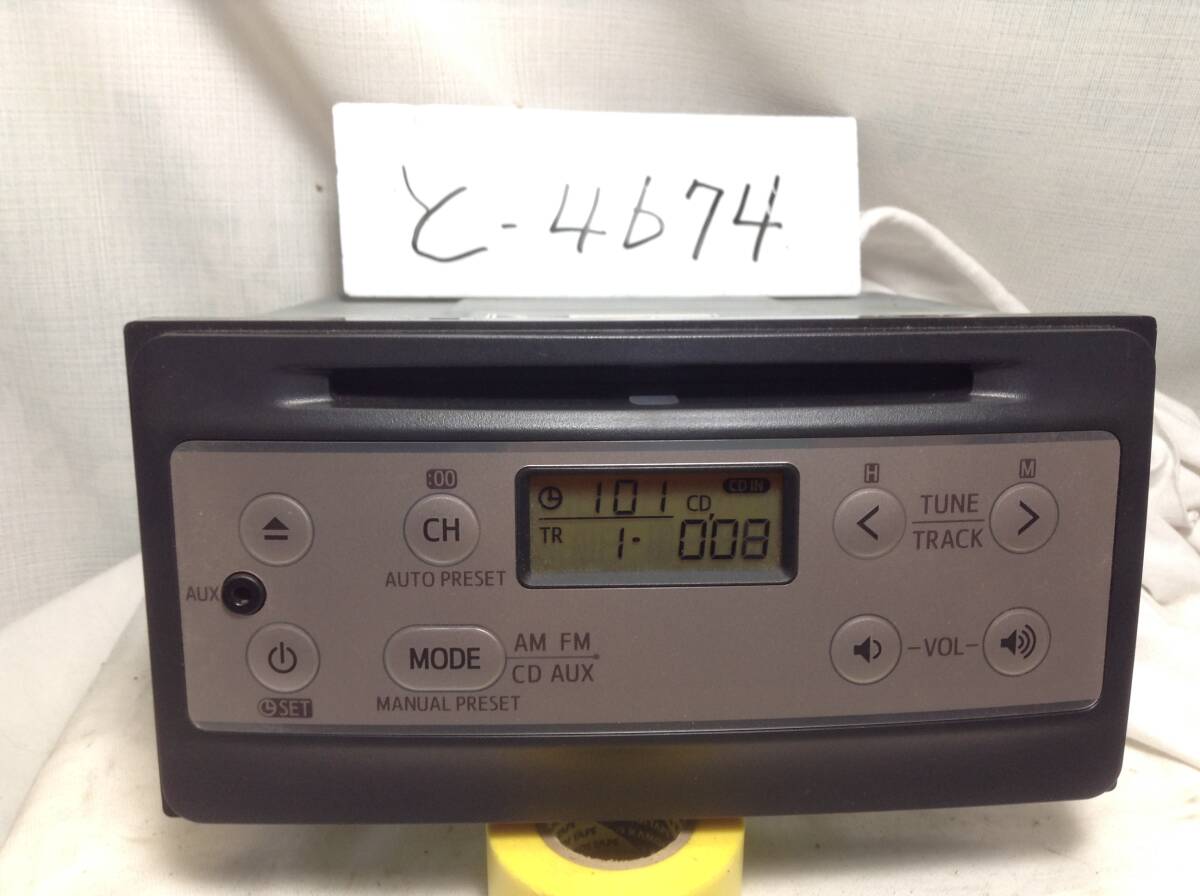 と-4674
:00
CH
AUTO PRESET
101 CD CD IN
TR 1· 0'08
H
M
< TUNE >
TRACK
AUX
MODE
AM FM
CD AUX
MANUAL PRESET
SET
-VOL-